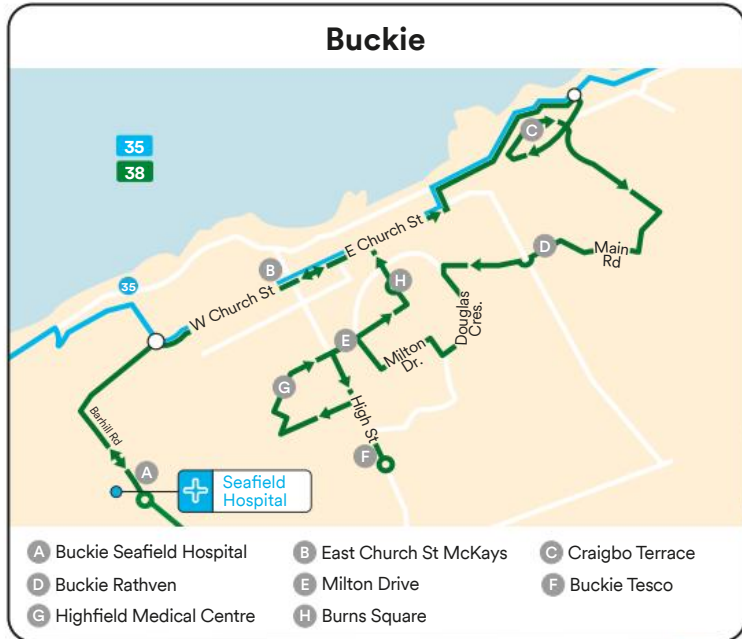 Buckie
35
38
C
E Church St
B
D
Main
Rd
35
H
W Church St
Douglas
Cres.
E
Milton
Dr.
G
Barhill Rd
High St
F
A
Seafield
Hospital
A Buckie Seafield Hospital
B East Church St McKays
C Craigbo Terrace
D Buckie Rathven
E Milton Drive
F Buckie Tesco
G Highfield Medical Centre
H Burns Square